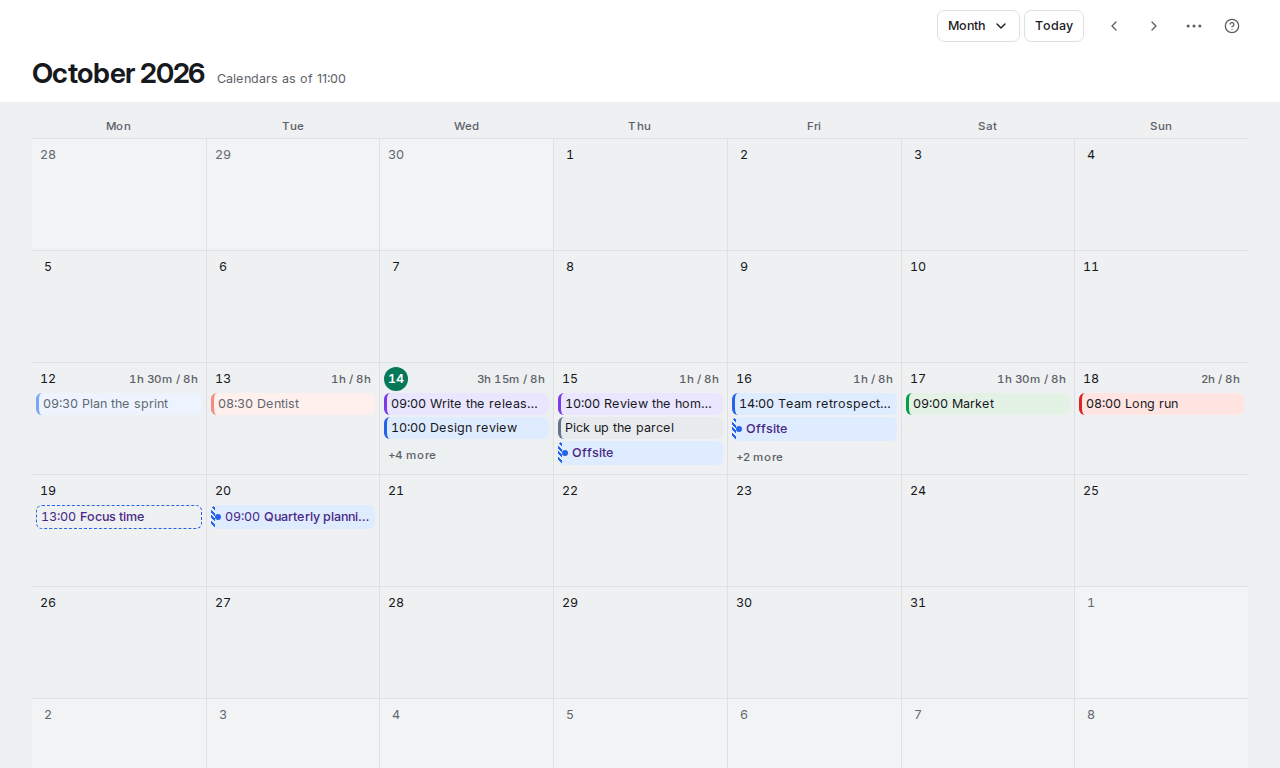 Month Today
October 2026 Calendars as of 11:00
Mon Tue Wed Thu Fri Sat Sun
28 29 30 1 2 3 4
5 6 7 8 9 10 11
12 1h 30m / 8h 13 1h / 8h 14 3h 15m / 8h 15 1h / 8h 16 1h / 8h 17 1h 30m / 8h 18 2h / 8h
09:30 Plan the sprint 08:30 Dentist 09:00 Write the releas... 10:00 Review the hom... 14:00 Team retrospect... 09:00 Market 08:00 Long run
10:00 Design review Pick up the parcel Offsite
+4 more Offsite +2 more
19 20 21 22 23 24 25
13:00 Focus time 09:00 Quarterly planni...
26 27 28 29 30 31 1
2 3 4 5 6 7 8